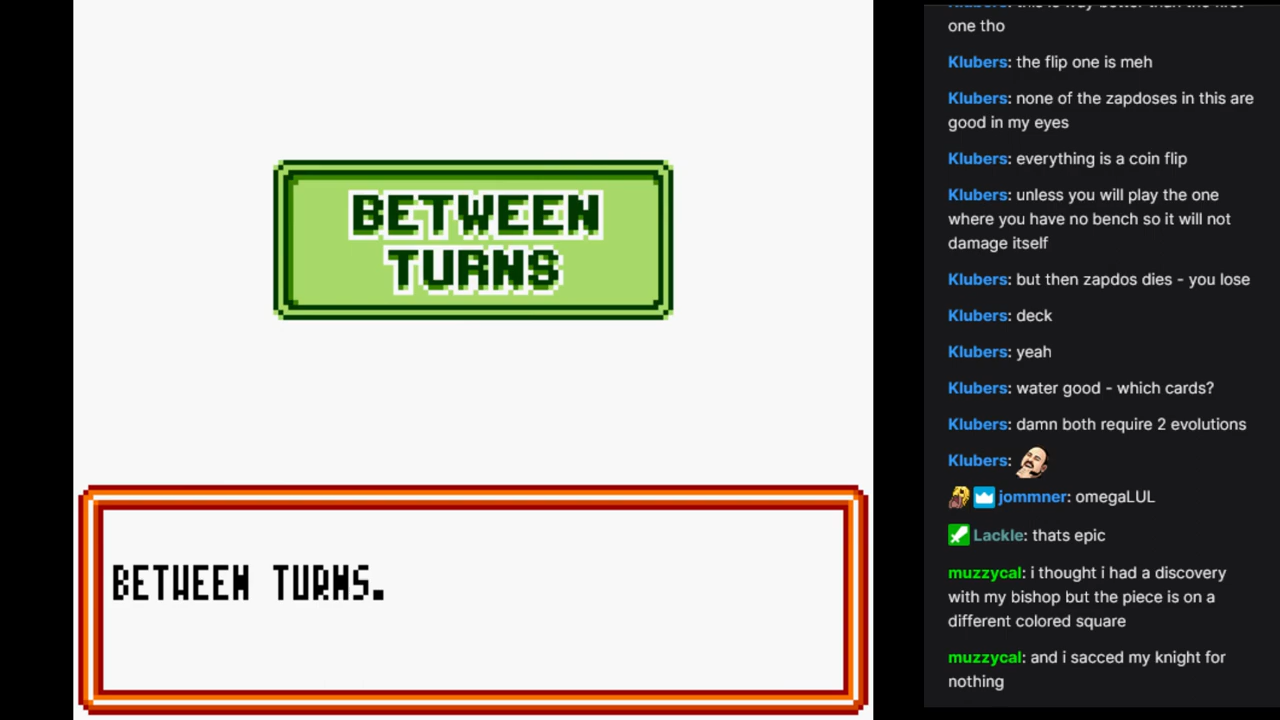 BETWEEN
TURNS
BETWEEN TURNS.
one tho
Klubers: the flip one is meh
Klubers: none of the zapdoses in this are
good in my eyes
Klubers: everything is a coin flip
Klubers: unless you will play the one
where you have no bench so it will not
damage itself
Klubers: but then zapdos dies - you lose
Klubers: deck
Klubers: yeah
Klubers: water good - which cards?
Klubers: damn both require 2 evolutions
Klubers:
jommner: omegaLUL
Lackle: thats epic
muzzycal: i thought i had a discovery
with my bishop but the piece is on a
different colored square
muzzycal: and i sacced my knight for
nothing